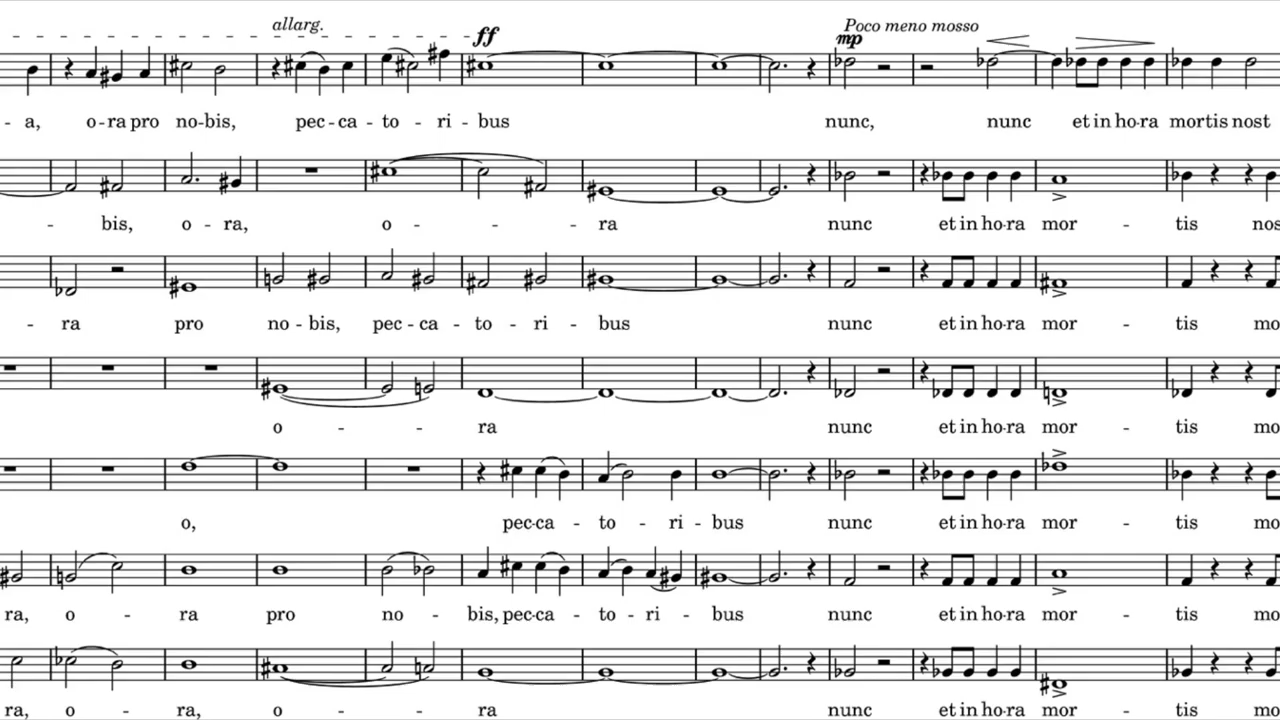 allarg.
ff
Poco meno mosso
mp
- a, o-ra pro no-bis, pec-ca-to-ri-bus nunc, nunc et in ho-ra mortis nost
- bis, o-ra, o - - - ra nunc et in ho-ra mor - tis nos
- ra pro no-bis, pec-ca-to-ri-bus nunc et in ho-ra mor - tis mo
o - - ra nunc et in ho-ra mor - tis mo
o, pec-ca-to-ri-bus nunc et in ho-ra mor - tis mo
ra, o - ra pro no - bis, pec-ca-to-ri-bus nunc et in ho-ra mor - tis mo
ra, o - ra, o - - ra nunc et in ho-ra mor - tis mo